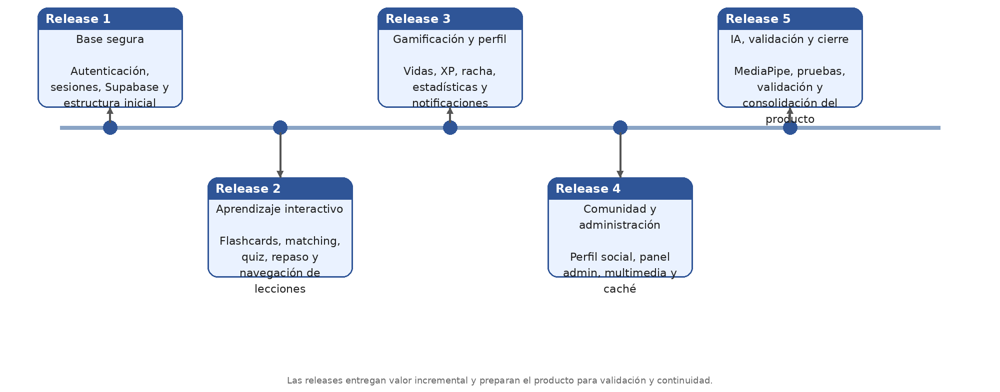 Release 1
Base segura
Autenticación,
sesiones, Supabase y
estructura inicial
Release 2
Aprendizaje interactivo
Flashcards, matching,
quiz, repaso y
navegación de
lecciones
Release 3
Gamificación y perfil
Vidas, XP, racha,
estadísticas y
notificaciones
Release 4
Comunidad y
administración
Perfil social, panel
admin, multimedia y
caché
Release 5
IA, validación y cierre
MediaPipe, pruebas,
validación y
consolidación del
producto
Las releases entregan valor incremental y preparan el producto para validación y continuidad.